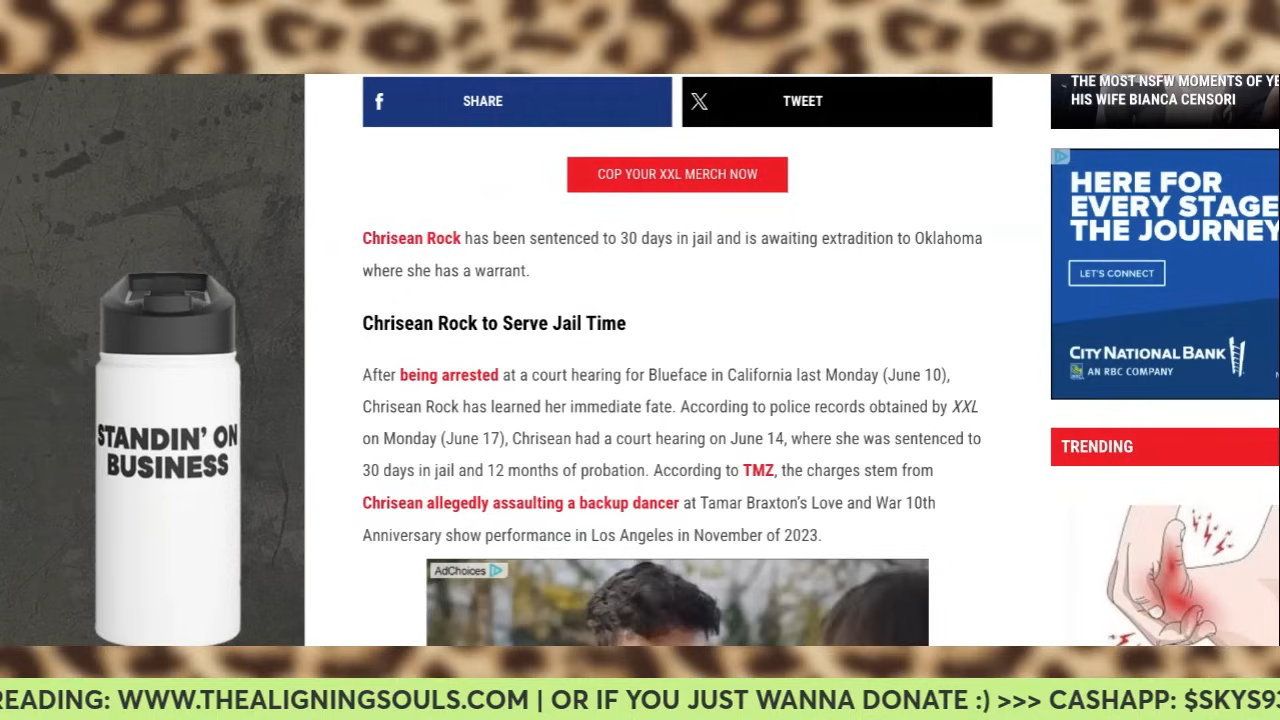 THE MOST NSFW MOMENTS OF YE
HIS WIFE BIANCA CENSORI
SHARE
TWEET
COP YOUR XXL MERCH NOW
HERE FOR
EVERY STAGE
THE JOURNEY
LET'S CONNECT
CITY NATIONAL BANK
RBC
AN RBC COMPANY
Chrisean Rock has been sentenced to 30 days in jail and is awaiting extradition to Oklahoma
where she has a warrant.
Chrisean Rock to Serve Jail Time
After being arrested at a court hearing for Blueface in California last Monday (June 10),
Chrisean Rock has learned her immediate fate. According to police records obtained by XXL
on Monday (June 17), Chrisean had a court hearing on June 14, where she was sentenced to
30 days in jail and 12 months of probation. According to TMZ, the charges stem from
Chrisean allegedly assaulting a backup dancer at Tamar Braxton's Love and War 10th
Anniversary show performance in Los Angeles in November of 2023.
AdChoices
TRENDING
STANDIN' ON
BUSINESS
READING: WWW.THEALIGNINGSOULS.COM | OR IF YOU JUST WANNA DONATE :) >>> CASHAPP: $SKYS93